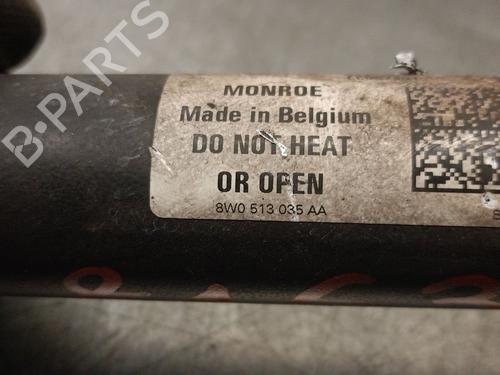 B-PARTS
MONROE
Made in Belgium
DO NOT HEAT
OR OPEN
8W0 513 035 AA